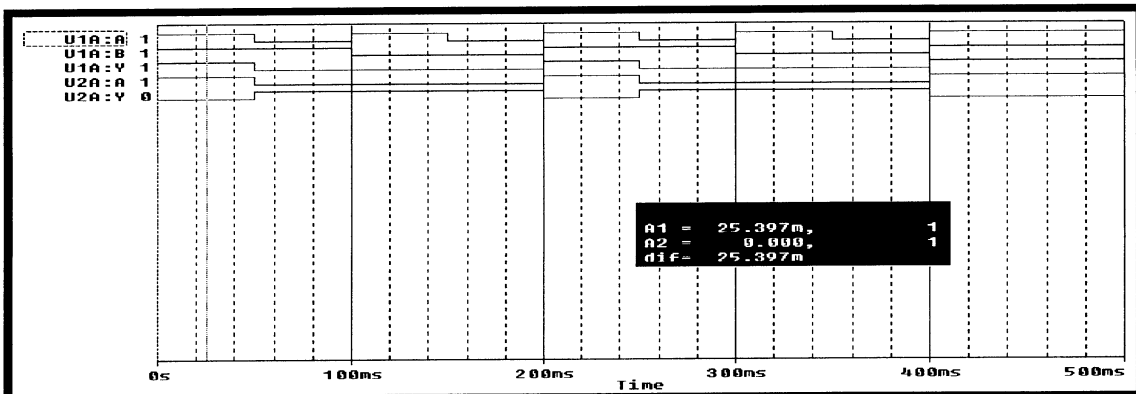 U1A:A 1
U1A:B 1
U1A:Y 1
U2A:A 1
U2A:Y 0
A1 = 25.397m, 1
A2 = 0.000, 1
dif= 25.397m
0s 100ms 200ms 300ms 400ms 500ms
Time